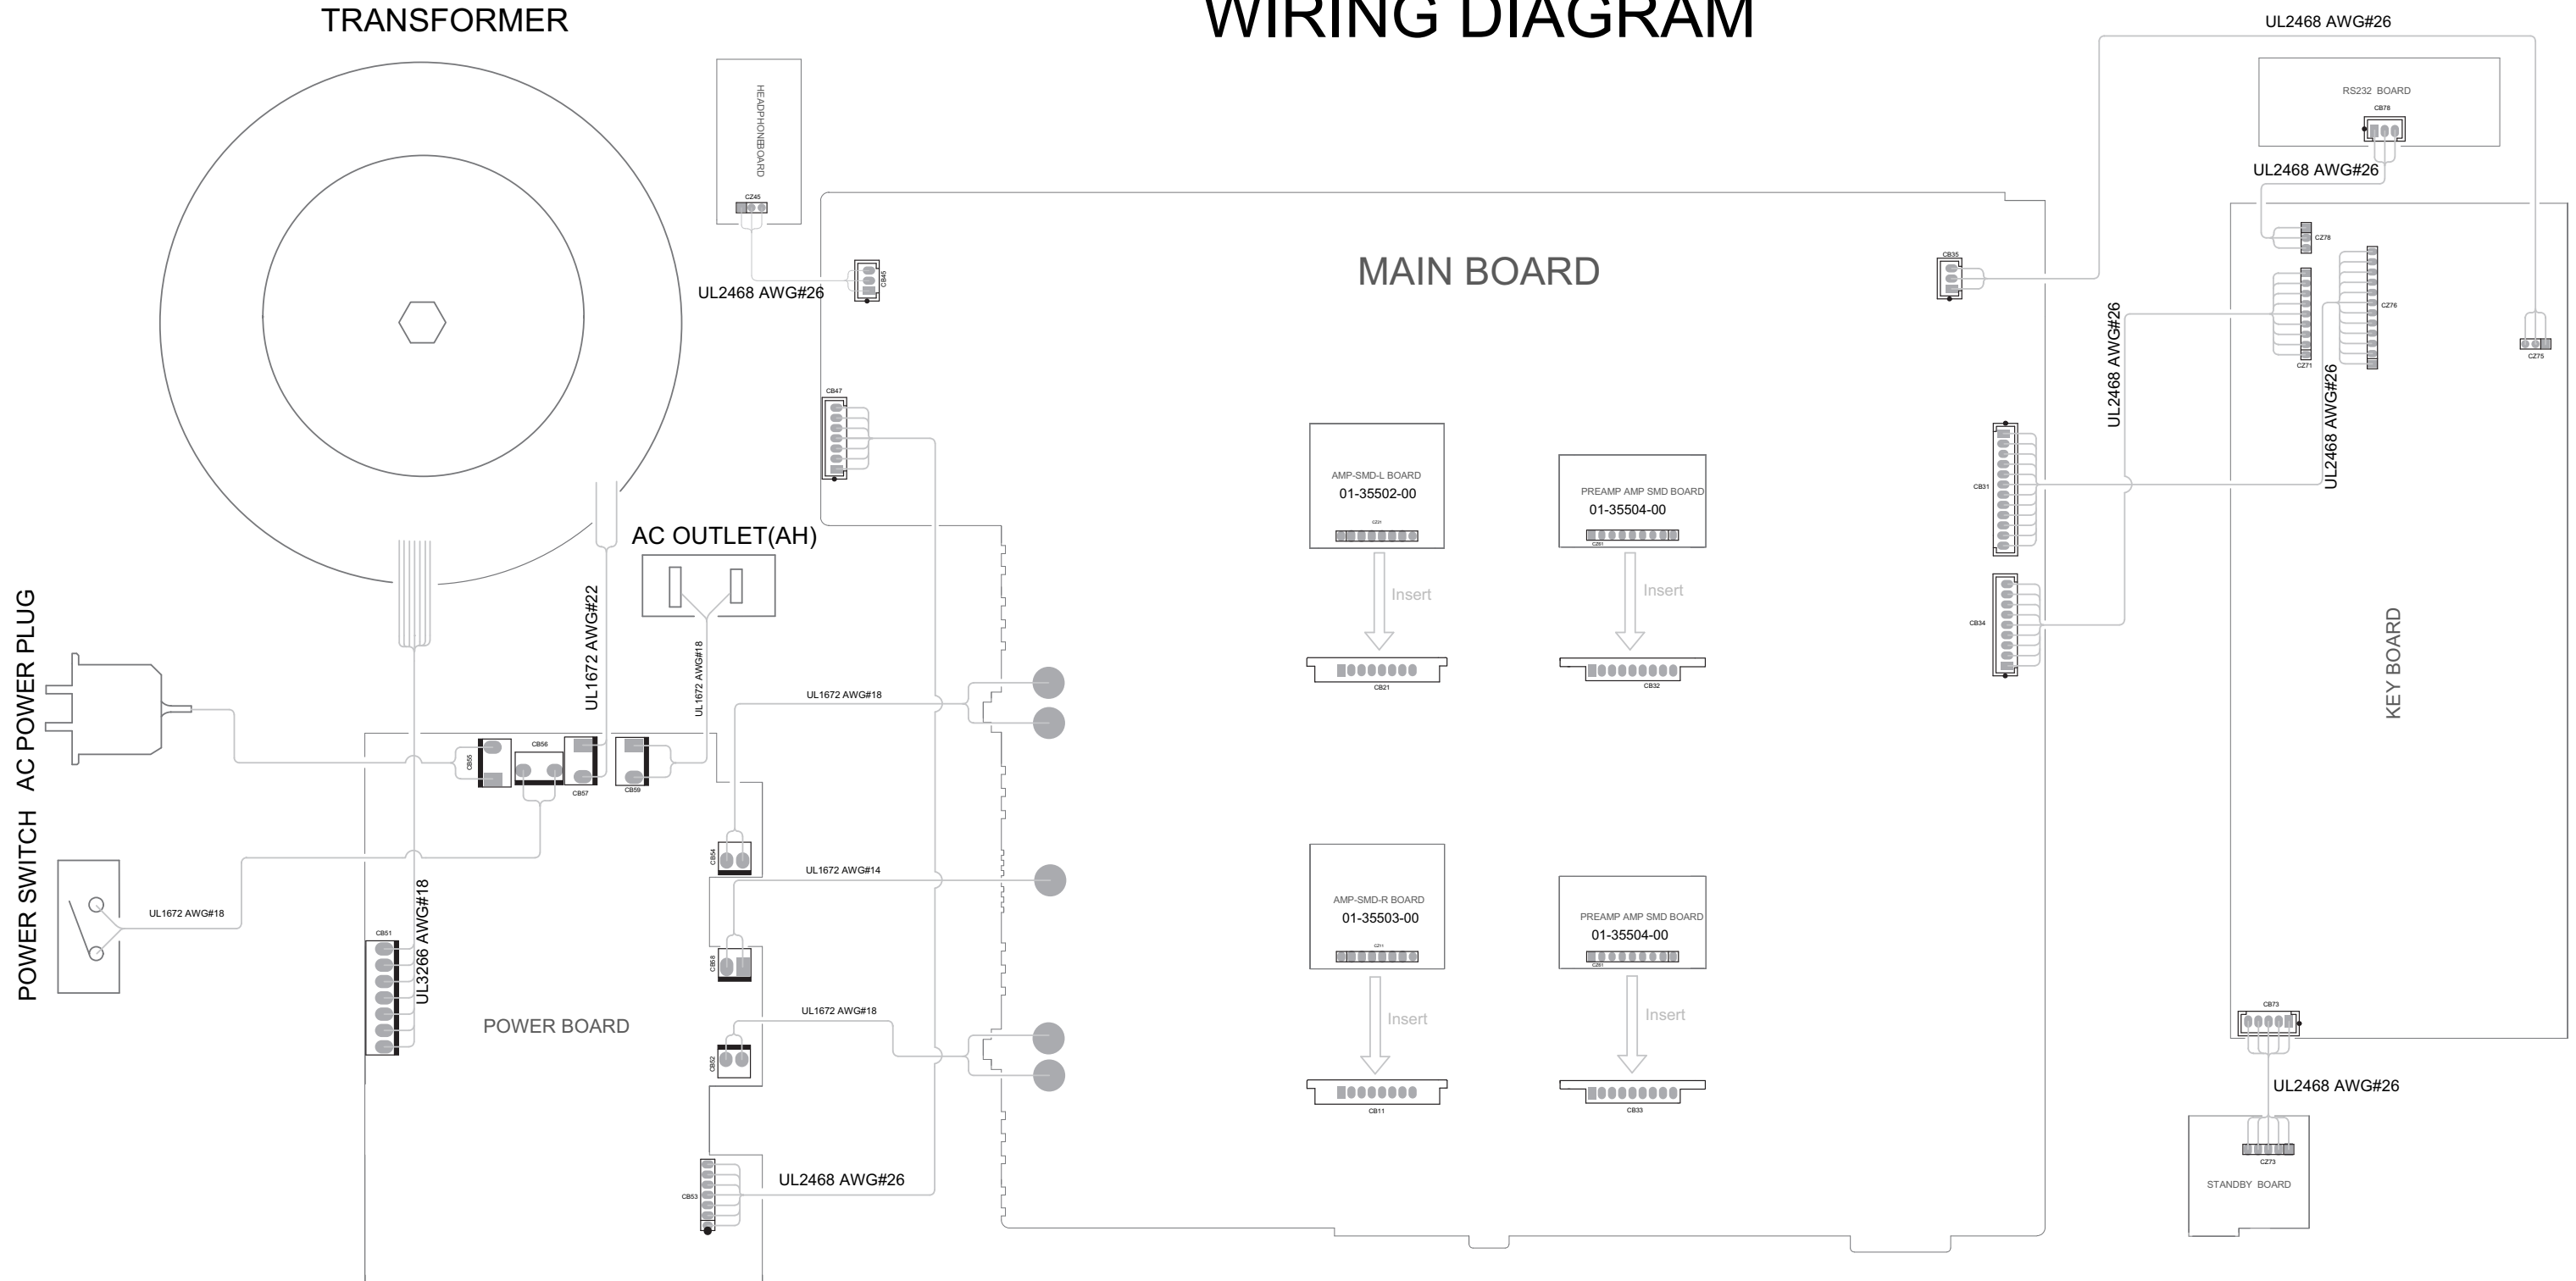 TRANSFORMER
WIRING DIAGRAM
UL2468 AWG#26
HEADPHONEBOARD
CZ45
UL2468 AWG#26
CB45
RS232 BOARD
CB78
UL2468 AWG#26
MAIN BOARD
CB35
CZ78
CZ76
CZ71
CZ75
UL2468 AWG#26
UL2468 AWG#26
CB47
AMP-SMD-L BOARD
01-35502-00
CZ21
Insert
CB21
PREAMP AMP SMD BOARD
01-35504-00
CZ61
Insert
CB32
CB31
CB34
KEY BOARD
AC OUTLET(AH)
UL1672 AWG#22
UL1672 AWG#18
AC POWER PLUG
POWER SWITCH
UL1672 AWG#18
CB55
CB56
CB57
CB59
UL1672 AWG#18
CB54
UL1672 AWG#14
CB58
UL1672 AWG#18
CB52
CB51
UL3266 AWG#18
POWER BOARD
CB53
UL2468 AWG#26
AMP-SMD-R BOARD
01-35503-00
CZ11
Insert
CB11
PREAMP AMP SMD BOARD
01-35504-00
CZ61
Insert
CB33
CB73
UL2468 AWG#26
CZ73
STANDBY BOARD